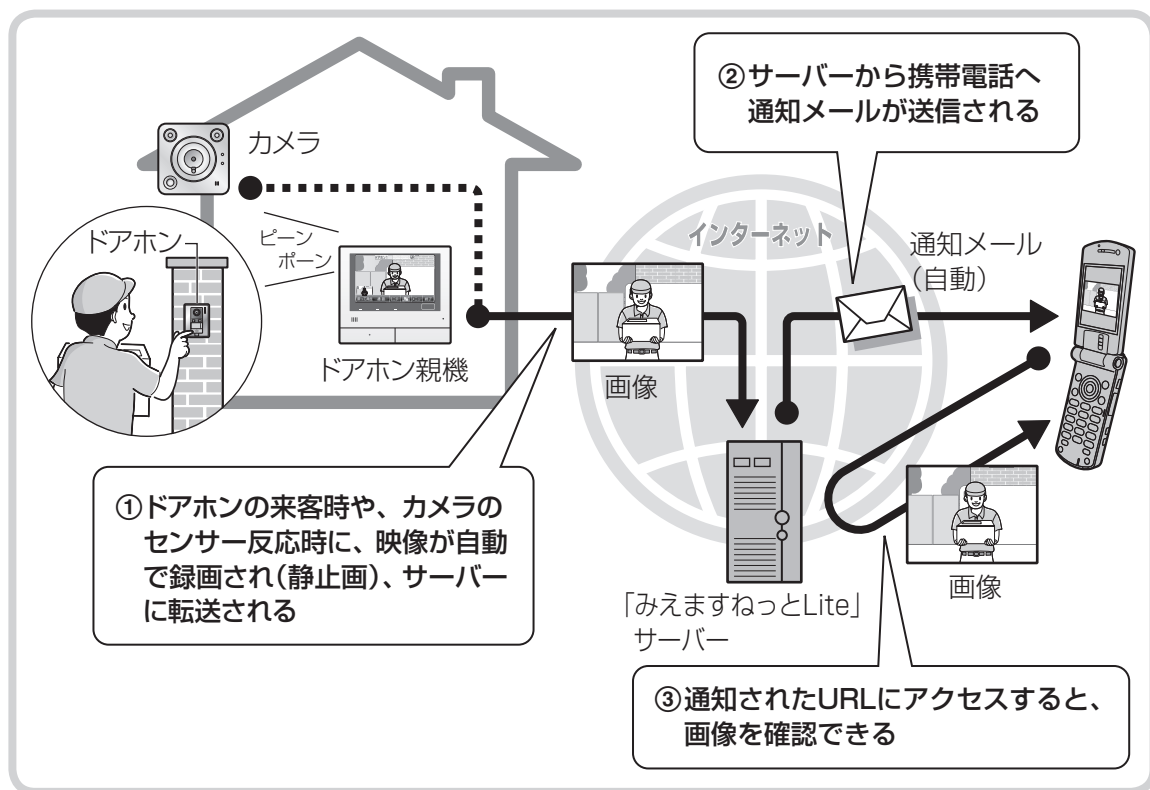 ②サーバーから携帯電話へ
通知メールが送信される
カメラ
ドアホン
ピーン
ポーン
ドアホン親機
インターネット
画像
通知メール
(自動)
①ドアホンの来客時や、カメラの
センサー反応時に、映像が自動
で録画され(静止画)、サーバー
に転送される
「みえますねっとLite」
サーバー
画像
③通知されたURLにアクセスすると、
画像を確認できる